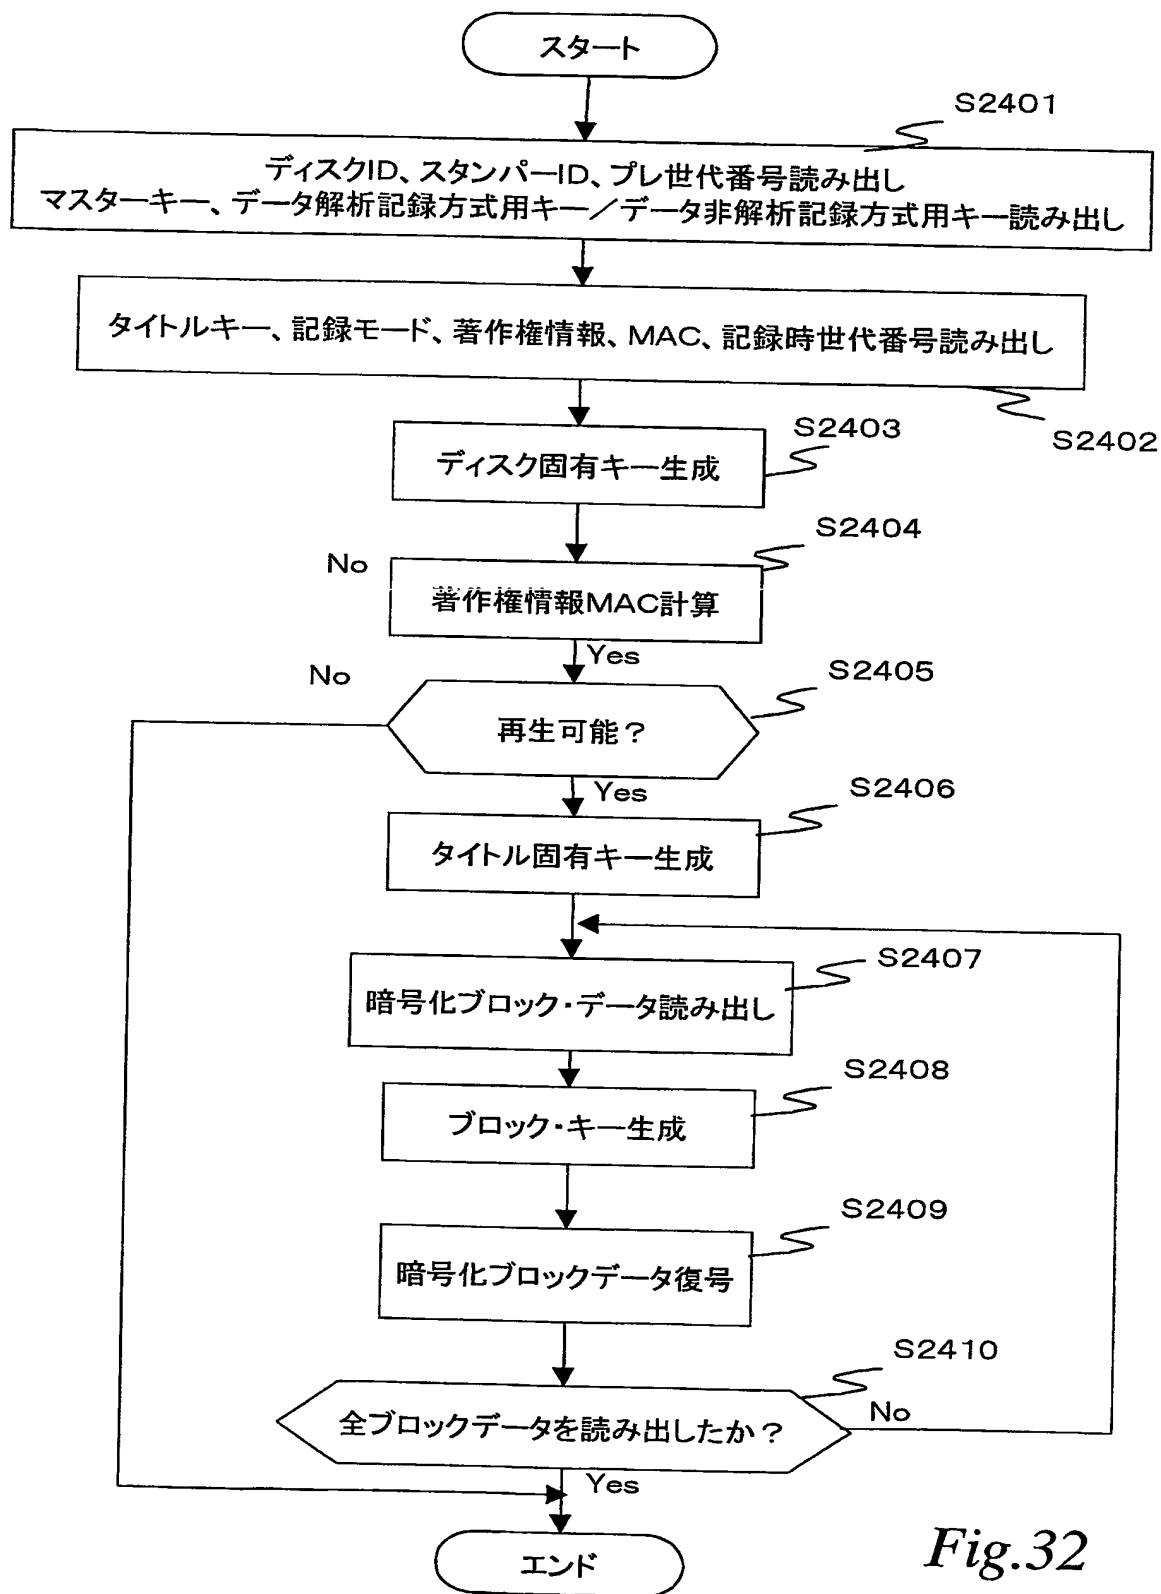 スタート
S2401
ディスクID、スタンパーID、プレ世代番号読み出し
マスターキー、データ解析記録方式用キー／データ非解析記録方式用キー読み出し
タイトルキー、記録モード、著作権情報、MAC、記録時世代番号読み出し
S2402
S2403
ディスク固有キー生成
S2404
No
著作権情報MAC計算
Yes
No
S2405
再生可能？
Yes
S2406
タイトル固有キー生成
S2407
暗号化ブロック・データ読み出し
S2408
ブロック・キー生成
S2409
暗号化ブロックデータ復号
S2410
全ブロックデータを読み出したか？
No
Yes
エンド
Fig.32